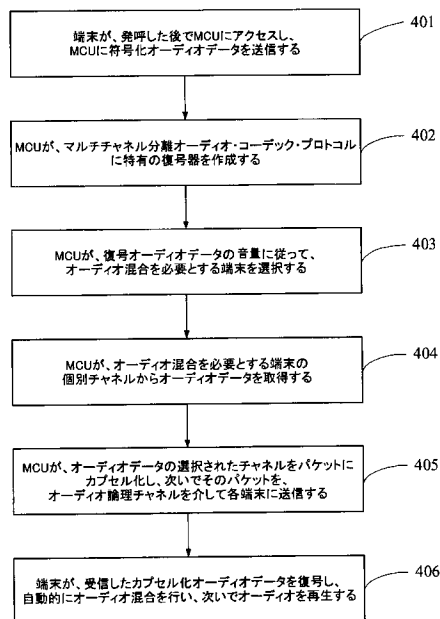 端末が、発呼した後でMCUにアクセスし、
MCUに符号化オーディオデータを送信する
401
MCUが、マルチチャネル分離オーディオ・コーデック・プロトコル
に特有の復号器を作成する
402
MCUが、復号オーディオデータの音量に従って、
オーディオ混合を必要とする端末を選択する
403
MCUが、オーディオ混合を必要とする端末の
個別チャネルからオーディオデータを取得する
404
MCUが、オーディオデータの選択されたチャネルをパケットに
カプセル化し、次いでそのパケットを、
オーディオ論理チャネルを介して各端末に送信する
405
端末が、受信したカプセル化オーディオデータを復号し、
自動的にオーディオ混合を行い、次いでオーディオを再生する
406